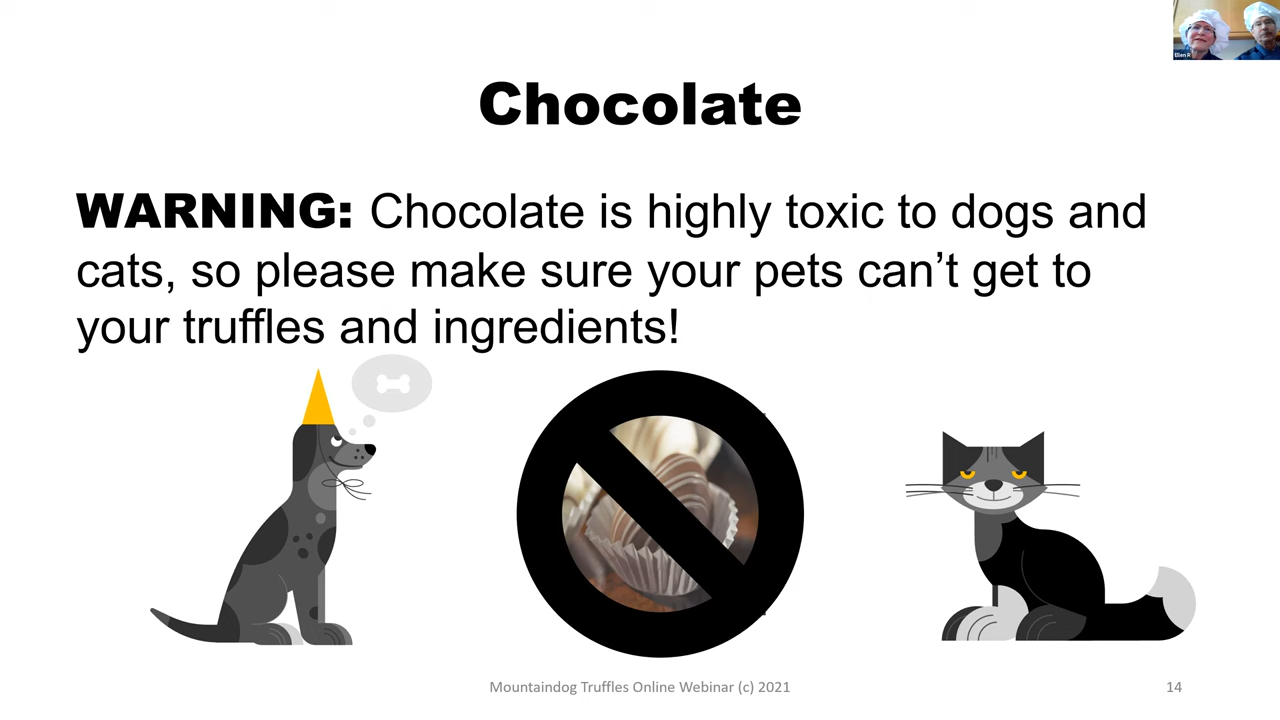 Ellen R
Chocolate
WARNING: Chocolate is highly toxic to dogs and
cats, so please make sure your pets can’t get to
your truffles and ingredients!
Mountaindog Truffles Online Webinar (c) 2021
14